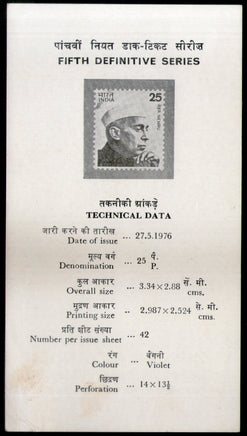 पांचवीं नियत डाक-टिकट सीरीज
FIFTH DEFINITIVE SERIES
भारत 25
INDIA
तकनीकी आंकड़े
TECHNICAL DATA
जारी करने की तारीख
Date of issue ... 27.5.1976
मूल्य वर्ग
Denomination ... 25 पै.
P.
कुल आकार
Overall size ... 3.34×2.88 सें. मी.
cms.
मुद्रण आकार
Printing size .. 2.987×2.524 सें. मी.
cms.
प्रति शीट संख्या
Number per issue sheet ... 42
रंग ... बैंगनी
Colour Violet
छिद्रण
Perforation ... 14×13½